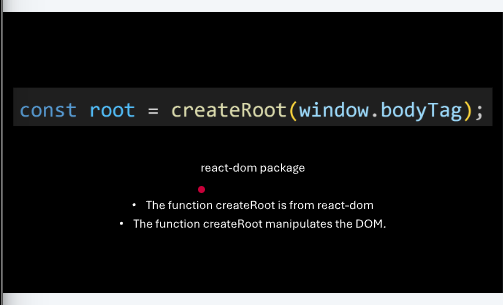 const root = createRoot(window.bodyTag);
react-dom package
• The function createRoot is from react-dom
• The function createRoot manipulates the DOM.